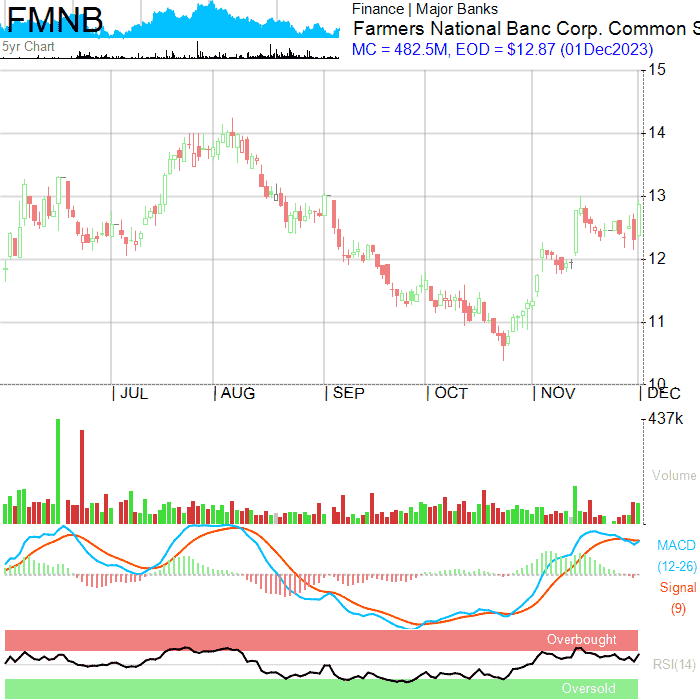 FMNB
5yr Chart
Finance | Major Banks
Farmers National Banc Corp. Common S
MC = 482.5M, EOD = $12.87 (01Dec2023)
15
14
13
12
11
10
| JUL | AUG | SEP | OCT | NOV | DEC
437k
Volume
MACD
(12-26)
Signal
(9)
Overbought
RSI(14)
Oversold